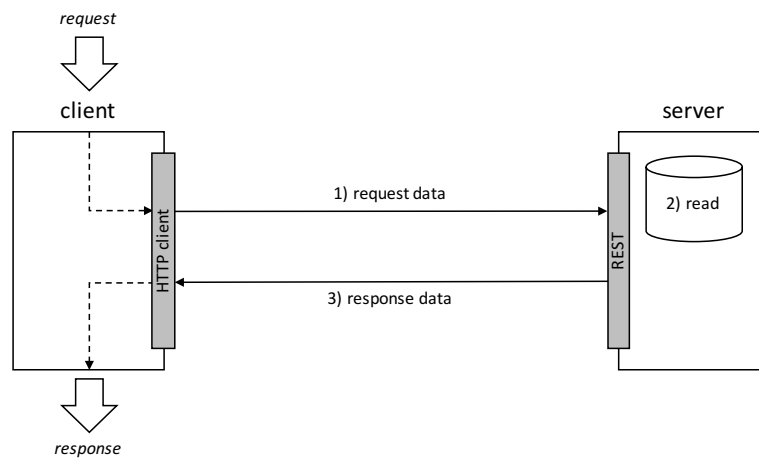 request
client
server
HTTP client
1) request data
REST
2) read
3) response data
response